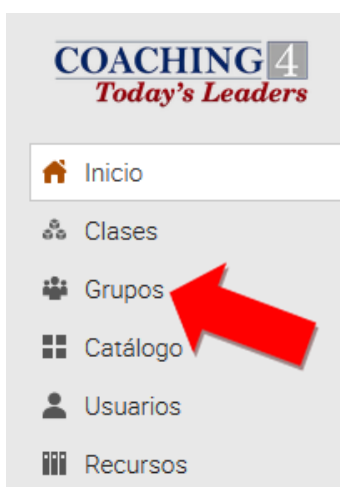 COACHING 4
Today's Leaders
Inicio
Clases
Grupos
Catálogo
Usuarios
Recursos